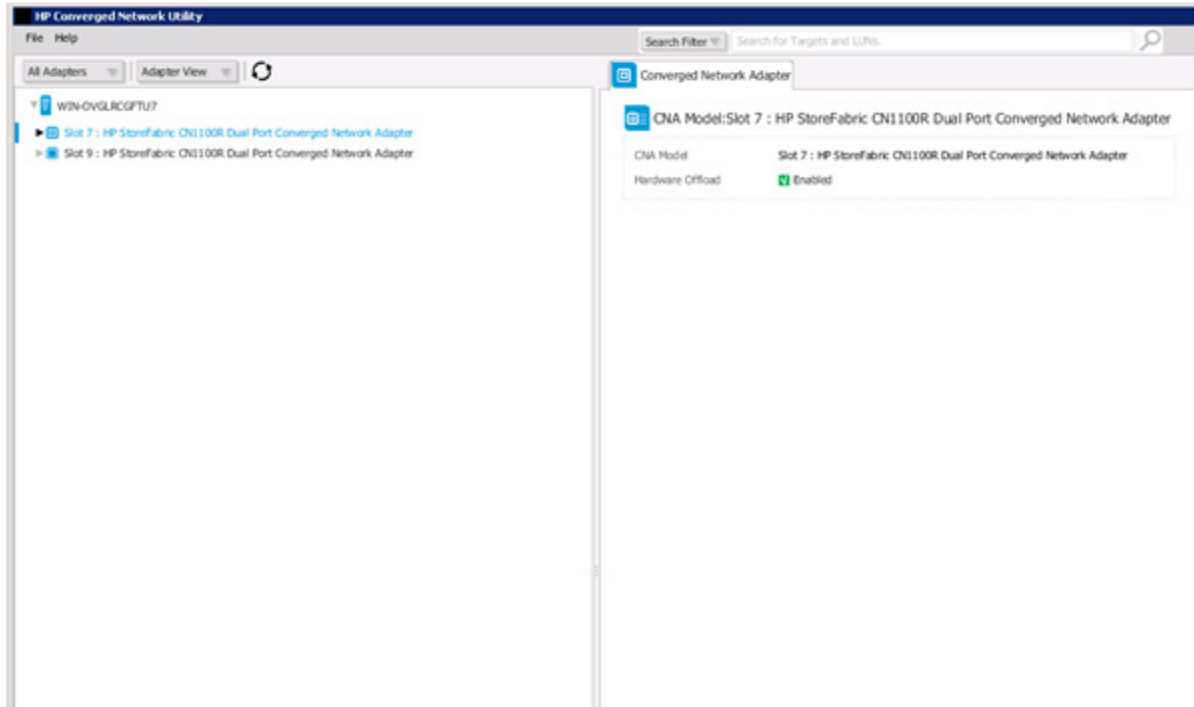 HP Converged Network Utility
File Help
Search Filter Search for Targets and LUNs.
All Adapters Adapter View
Converged Network Adapter
WIN-OVGLRCGFTU7
Slot 7 : HP StoreFabric CN1100R Dual Port Converged Network Adapter
Slot 9 : HP StoreFabric CN1100R Dual Port Converged Network Adapter
CNA Model:Slot 7 : HP StoreFabric CN1100R Dual Port Converged Network Adapter
CNA Model Slot 7 : HP StoreFabric CN1100R Dual Port Converged Network Adapter
Hardware Offload Enabled